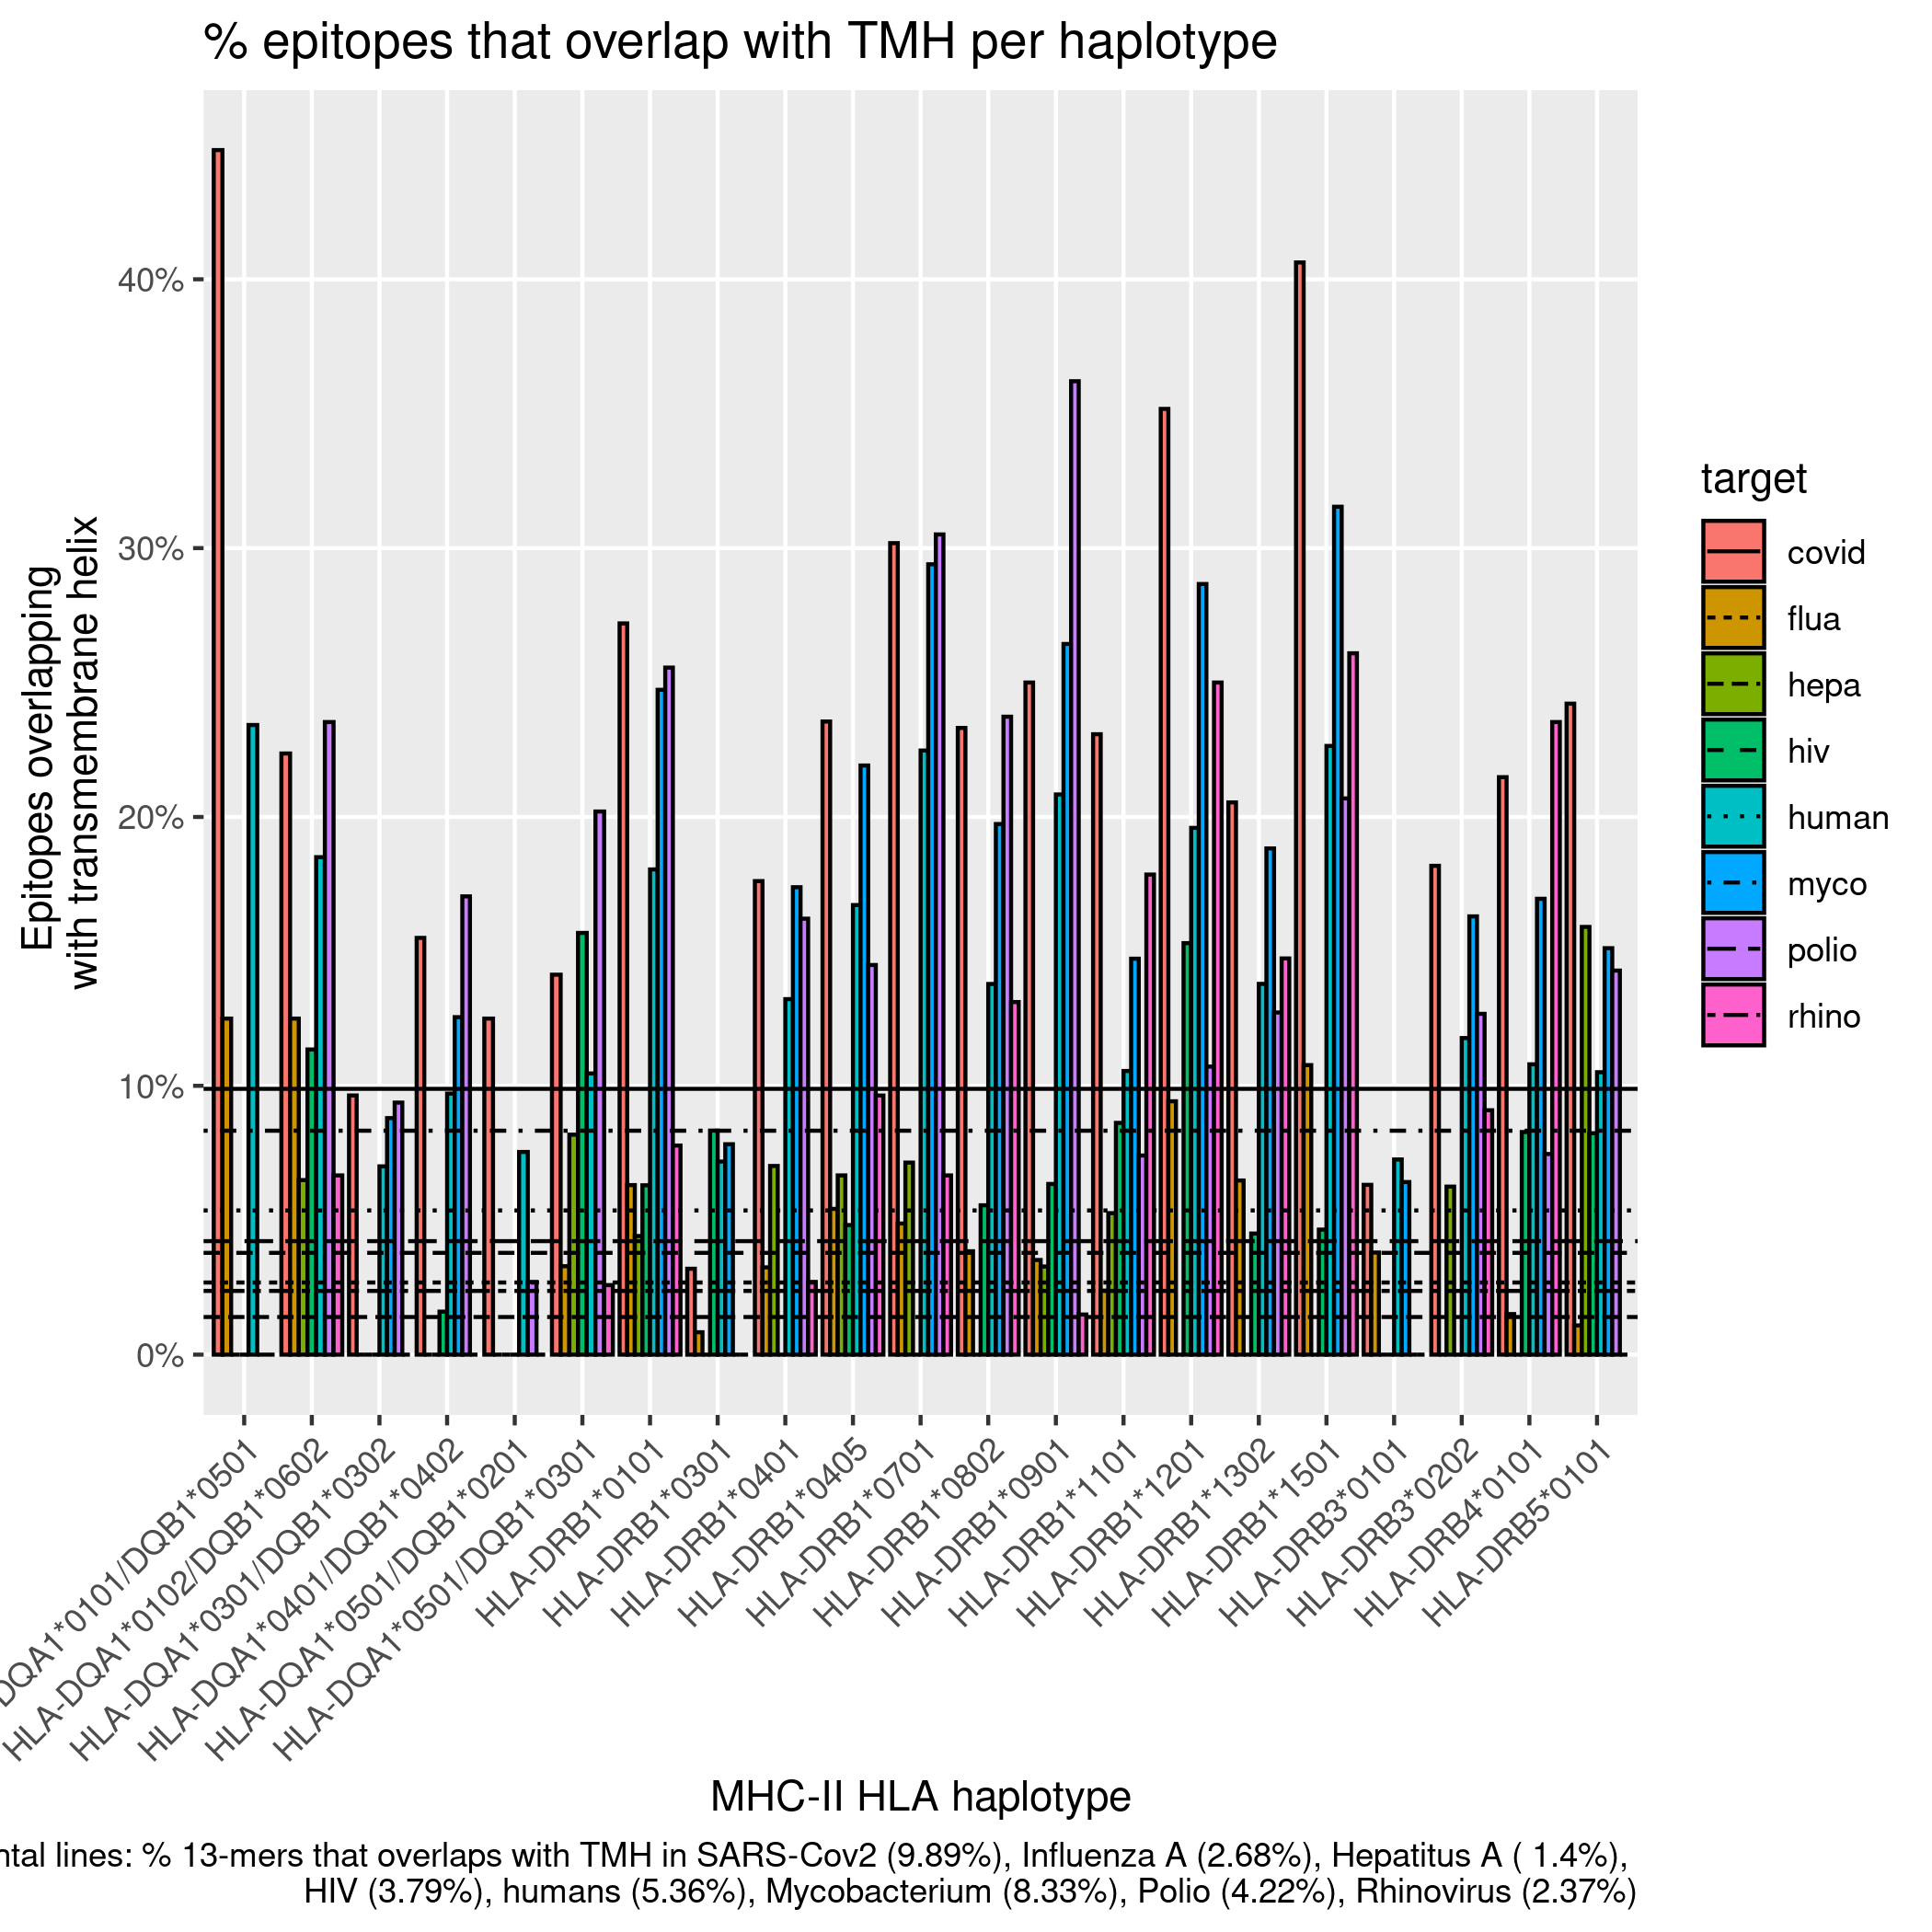 % epitopes that overlap with TMH per haplotype
Epitopes overlapping
with transmembrane helix
40%
30%
20%
10%
0%
DQA1*0101/DQB1*0501
HLA-DQA1*0102/DQB1*0602
HLA-DQA1*0301/DQB1*0302
HLA-DQA1*0401/DQB1*0402
HLA-DQA1*0501/DQB1*0201
HLA-DQA1*0501/DQB1*0301
HLA-DRB1*0101
HLA-DRB1*0301
HLA-DRB1*0401
HLA-DRB1*0405
HLA-DRB1*0701
HLA-DRB1*0802
HLA-DRB1*0901
HLA-DRB1*1101
HLA-DRB1*1201
HLA-DRB1*1302
HLA-DRB1*1501
HLA-DRB3*0101
HLA-DRB3*0202
HLA-DRB4*0101
HLA-DRB5*0101
MHC-II HLA haplotype
target
covid
flua
hepa
hiv
human
myco
polio
rhino
ntal lines: % 13-mers that overlaps with TMH in SARS-Cov2 (9.89%), Influenza A (2.68%), Hepatitus A ( 1.4%),
HIV (3.79%), humans (5.36%), Mycobacterium (8.33%), Polio (4.22%), Rhinovirus (2.37%)